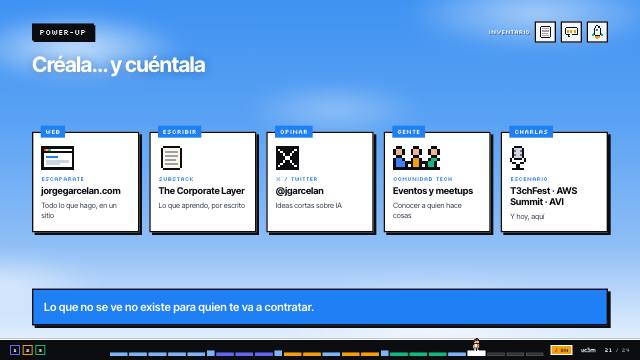 POWER-UP
INVENTARIO
Créala... y cuéntala
WEB
ESCAPARATE
jorgegarcelan.com
Todo lo que hago, en un
sitio
ESCRIBIR
SUBSTACK
The Corporate Layer
Lo que aprendo, por escrito
OPINAR
X / TWITTER
@jgarcelan
Ideas cortas sobre IA
GENTE
COMUNIDAD TECH
Eventos y meetups
Conocer a quien hace
cosas
CHARLAS
ESCENARIO
T3chFest · AWS
Summit · AVI
Y hoy, aquí
Lo que no se ve no existe para quien te va a contratar.
1 2 3
uc3m
21 / 24